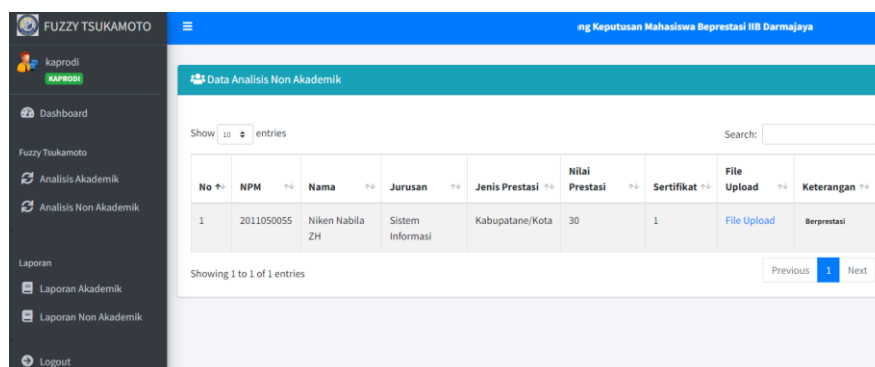 FUZZY TSUKAMOTO
ng Keputusan Mahasiswa Beprestasi IIB Darmajaya
kaprodi
KAPRODI
Dashboard
Fuzzy Tsukamoto
Analisis Akademik
Analisis Non Akademik
Laporan
Laporan Akademik
Laporan Non Akademik
Logout
Data Analisis Non Akademik
Show 10 entries
Search:
No NPM Nama Jurusan Jenis Prestasi Nilai Prestasi Sertifikat File Upload Keterangan
1 2011050055 Niken Nabila ZH Sistem Informasi Kabupatane/Kota 30 1 File Upload Berprestasi
Showing 1 to 1 of 1 entries
Previous 1 Next